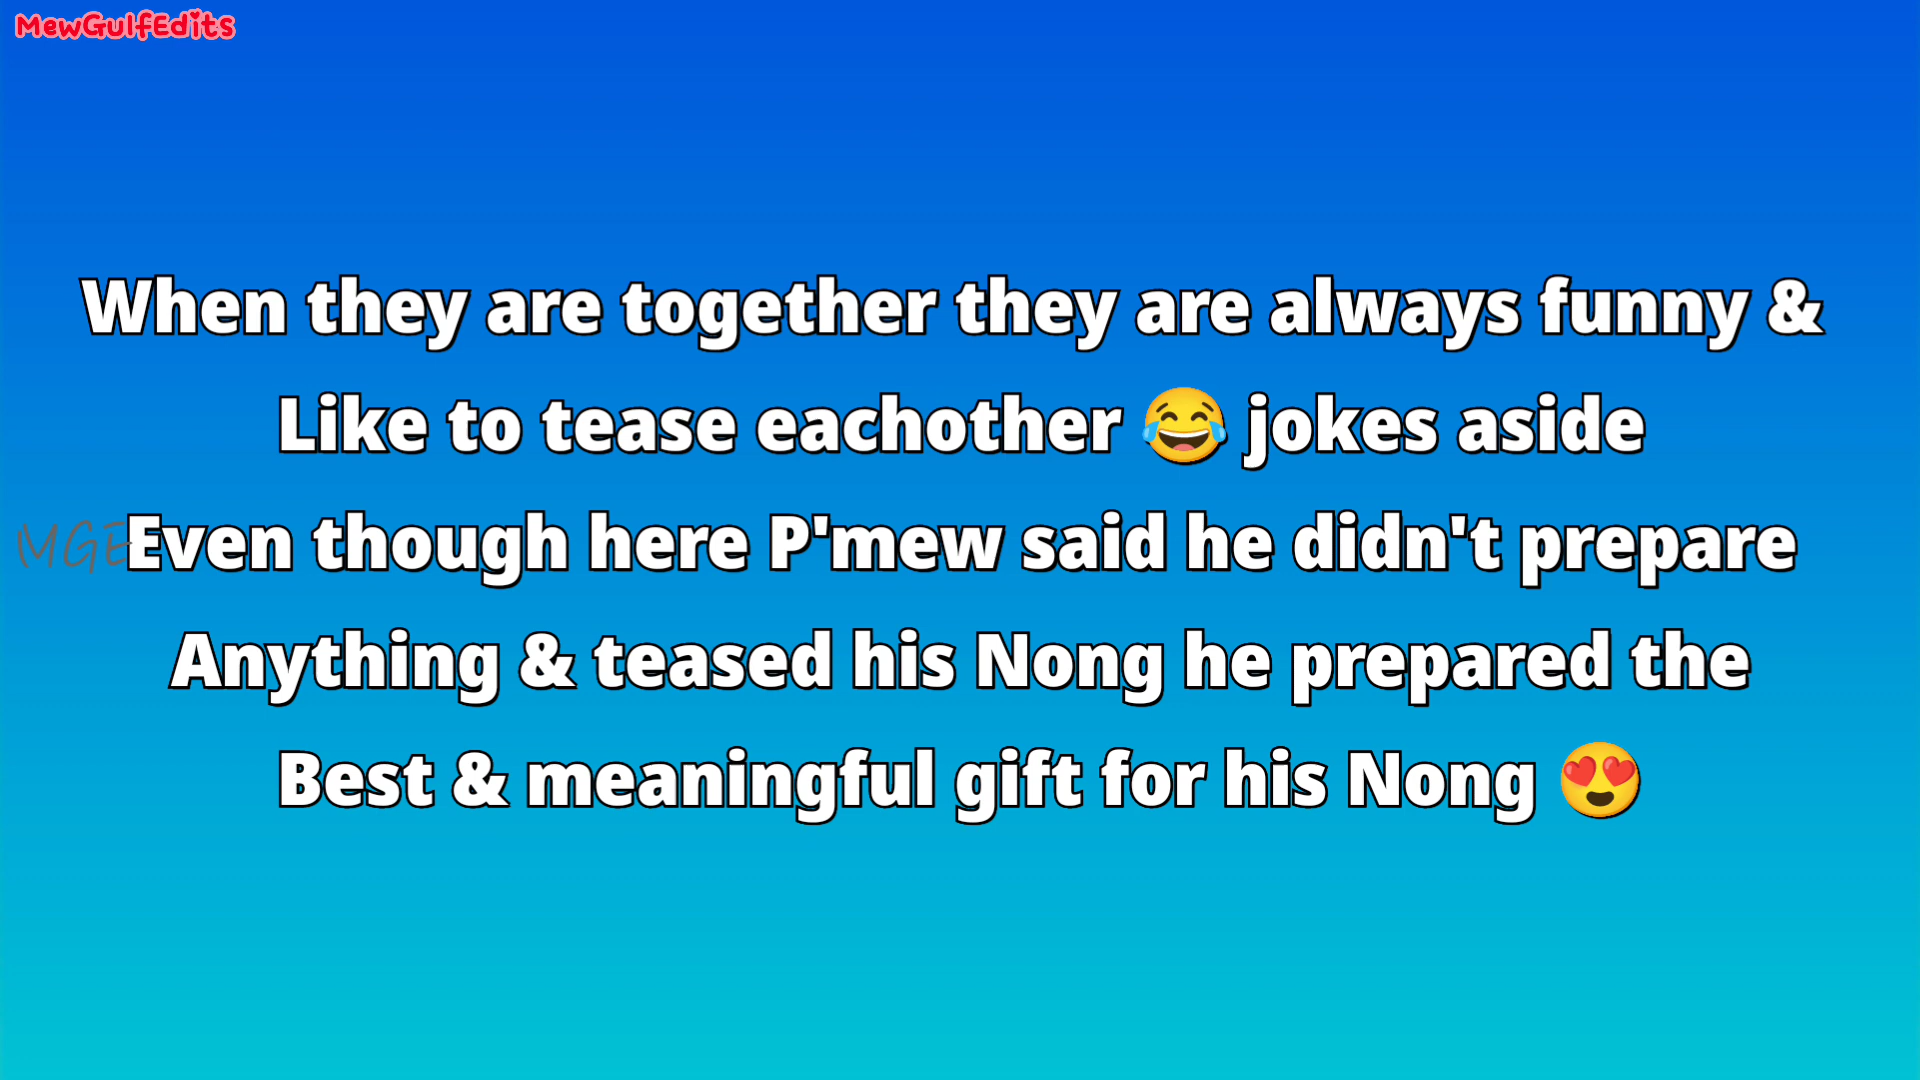 MewGulfEdits
When they are together they are always funny &
Like to tease eachother 😂 jokes aside
MGE
Even though here P'mew said he didn't prepare
Anything & teased his Nong he prepared the
Best & meaningful gift for his Nong 😍